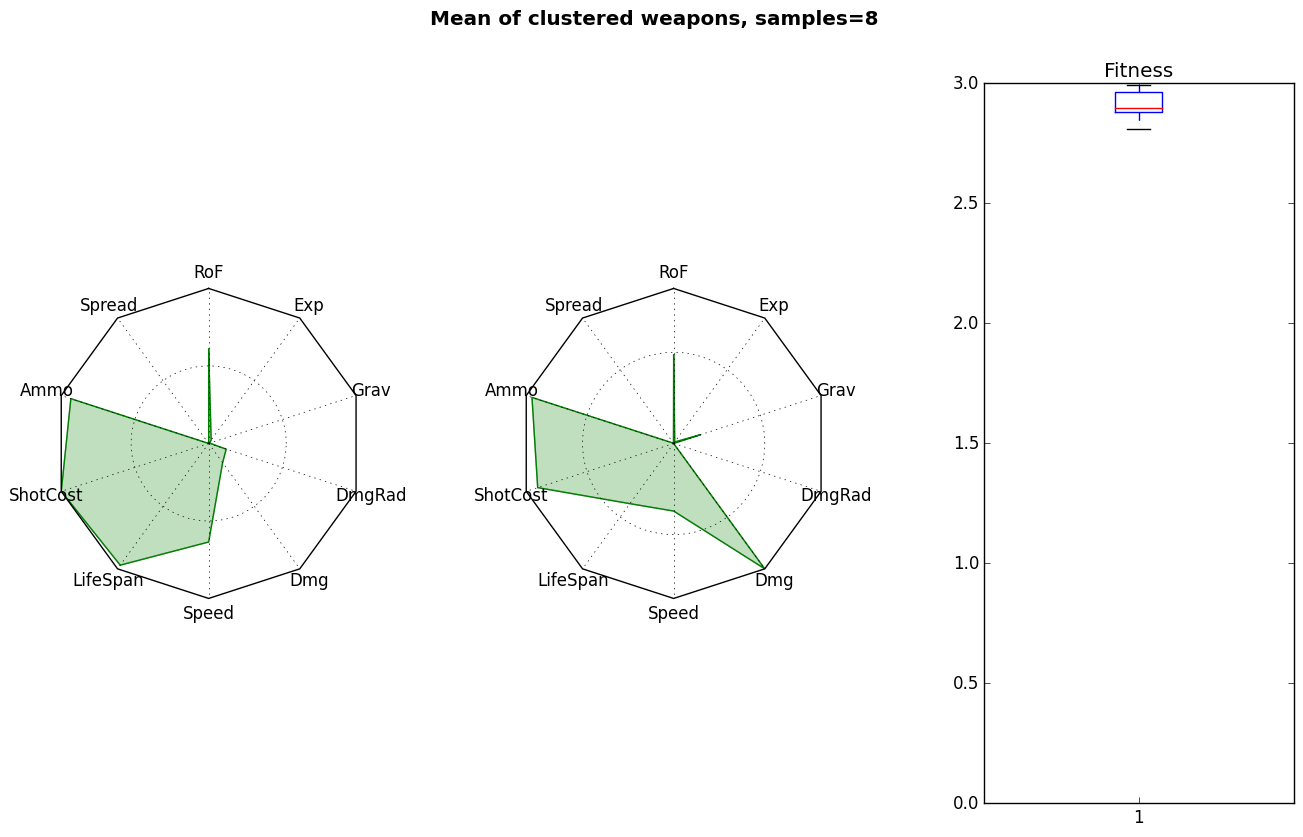 Mean of clustered weapons, samples=8
RoF
Exp
Grav
DmgRad
Dmg
Speed
LifeSpan
ShotCost
Ammo
Spread
RoF
Exp
Grav
DmgRad
Dmg
Speed
LifeSpan
ShotCost
Ammo
Spread
Fitness
3.0
2.5
2.0
1.5
1.0
0.5
0.0
1